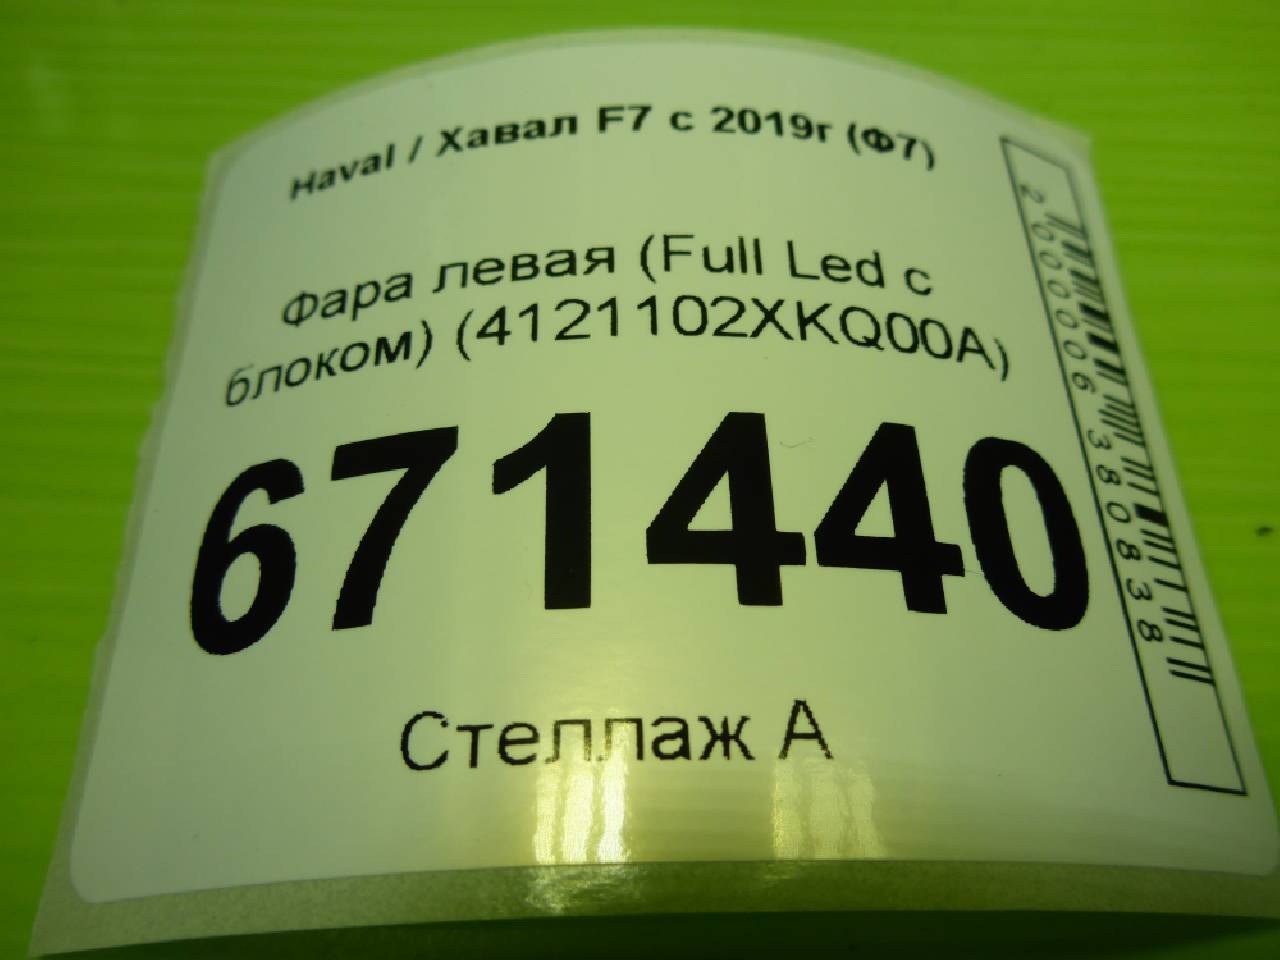 Haval / Хавал F7 с 2019г (Ф7)
Фара левая (Full Led с
блоком) (4121102XKQ00A)
671440
Стеллаж А
2000006380838